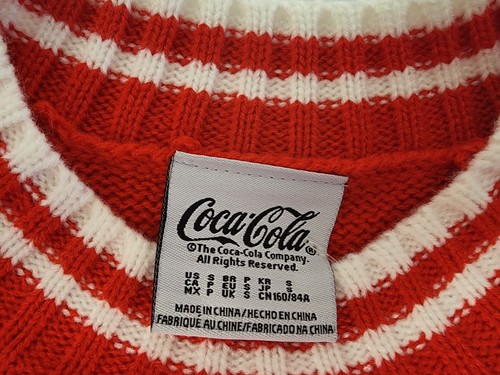 Coca-Cola®
©The Coca-Cola Company.
All Rights Reserved.
US S BR P KR S
CA P EU S JP S
MX P UK S CN160/84A
MADE IN CHINA/HECHO EN CHINA
FABRIQUÉ AU CHINE/FABRICADO NA CHINA